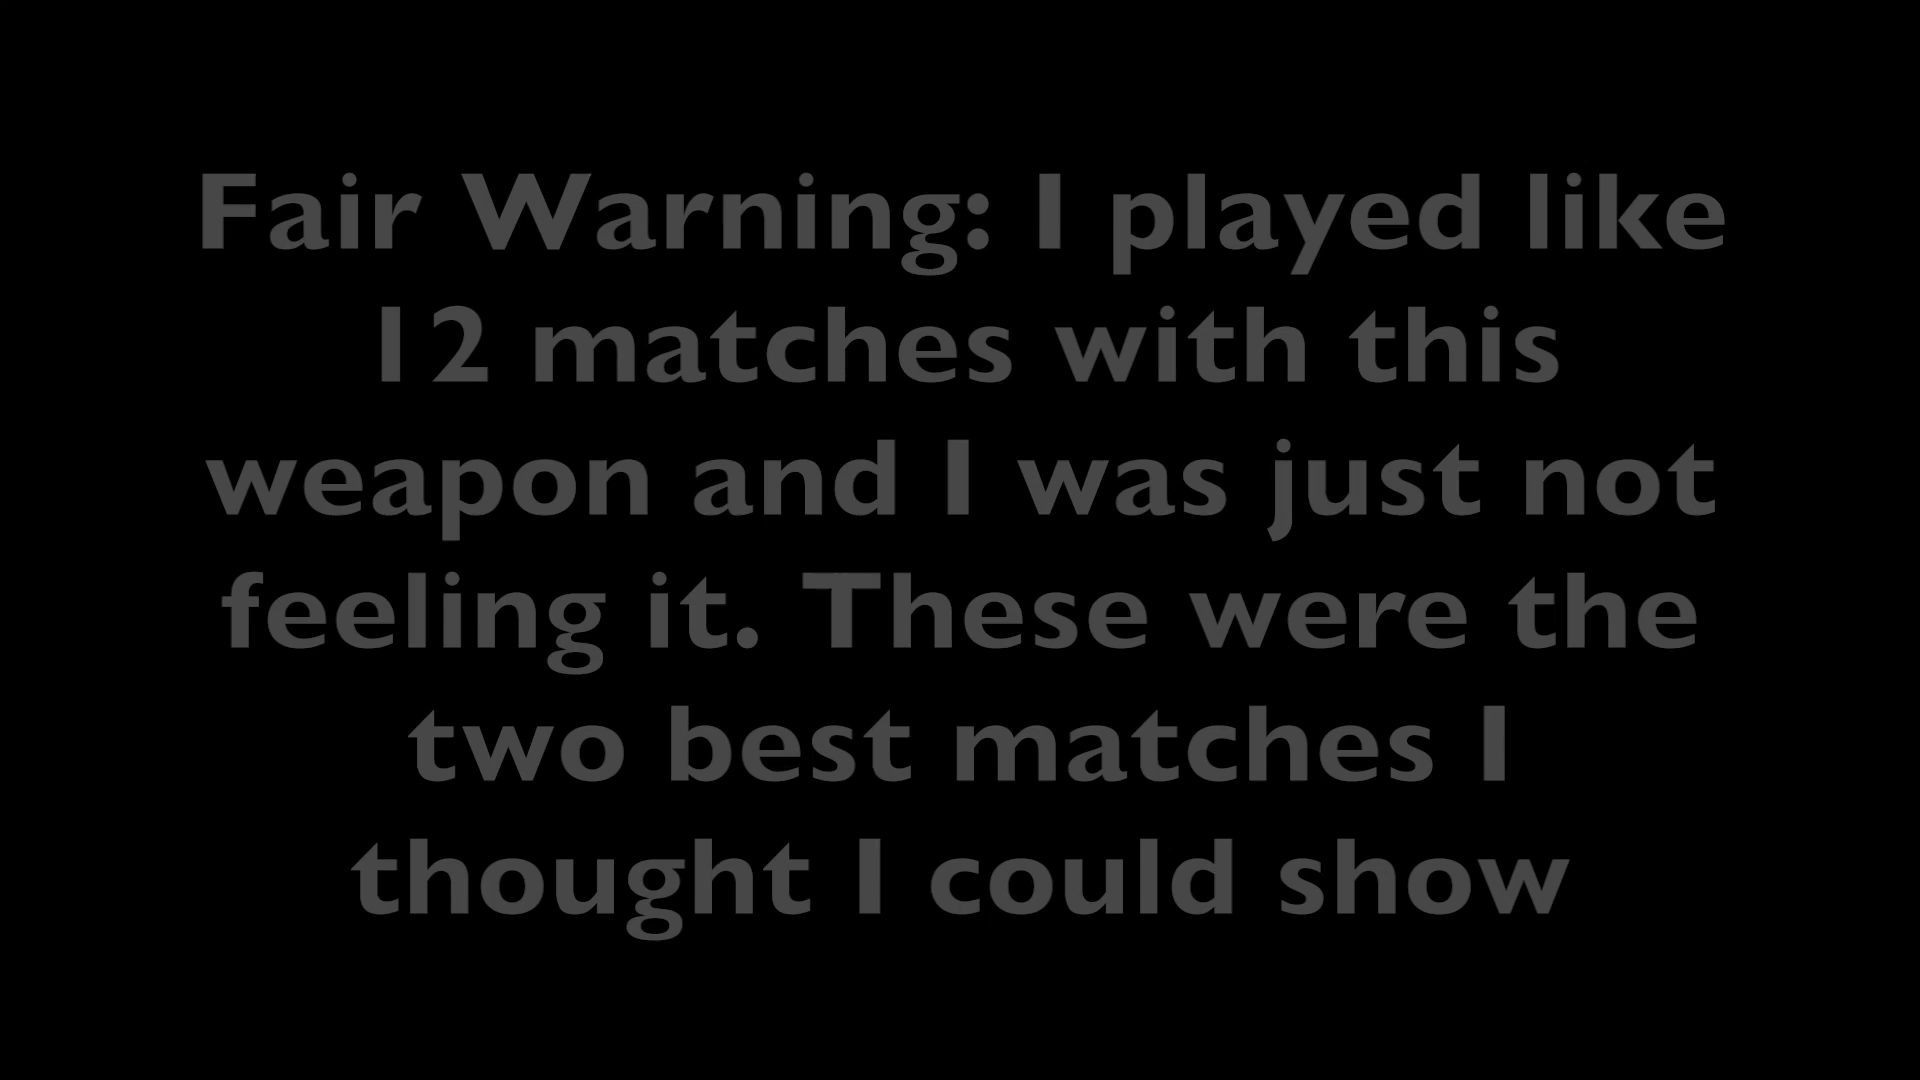 Fair Warning: I played like
12 matches with this
weapon and I was just not
feeling it. These were the
two best matches I
thought I could show